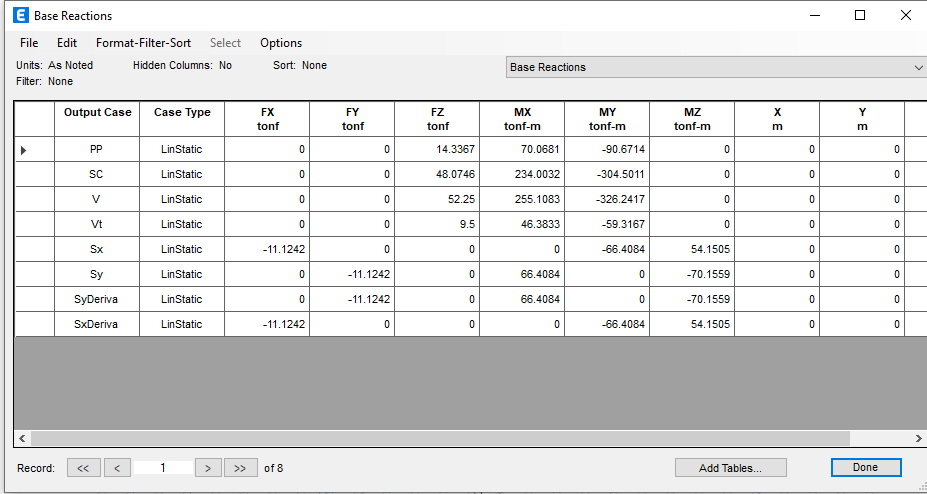 Base Reactions
File Edit Format-Filter-Sort Select Options
Units: As Noted Hidden Columns: No Sort: None Base Reactions
Filter: None
Output Case Case Type FX FY FZ MX MY MZ X Y
tonf tonf tonf tonf-m tonf-m tonf-m m m
PP LinStatic 0 0 14.3367 70.0681 -90.6714 0 0 0
SC LinStatic 0 0 48.0746 234.0032 -304.5011 0 0 0
V LinStatic 0 0 52.25 255.1083 -326.2417 0 0 0
Vt LinStatic 0 0 9.5 46.3833 -59.3167 0 0 0
Sx LinStatic -11.1242 0 0 0 -66.4084 54.1505 0 0
Sy LinStatic 0 -11.1242 0 66.4084 0 -70.1559 0 0
SyDeriva LinStatic 0 -11.1242 0 66.4084 0 -70.1559 0 0
SxDeriva LinStatic -11.1242 0 0 0 -66.4084 54.1505 0 0
Record: << < 1 > >> of 8 Add Tables... Done